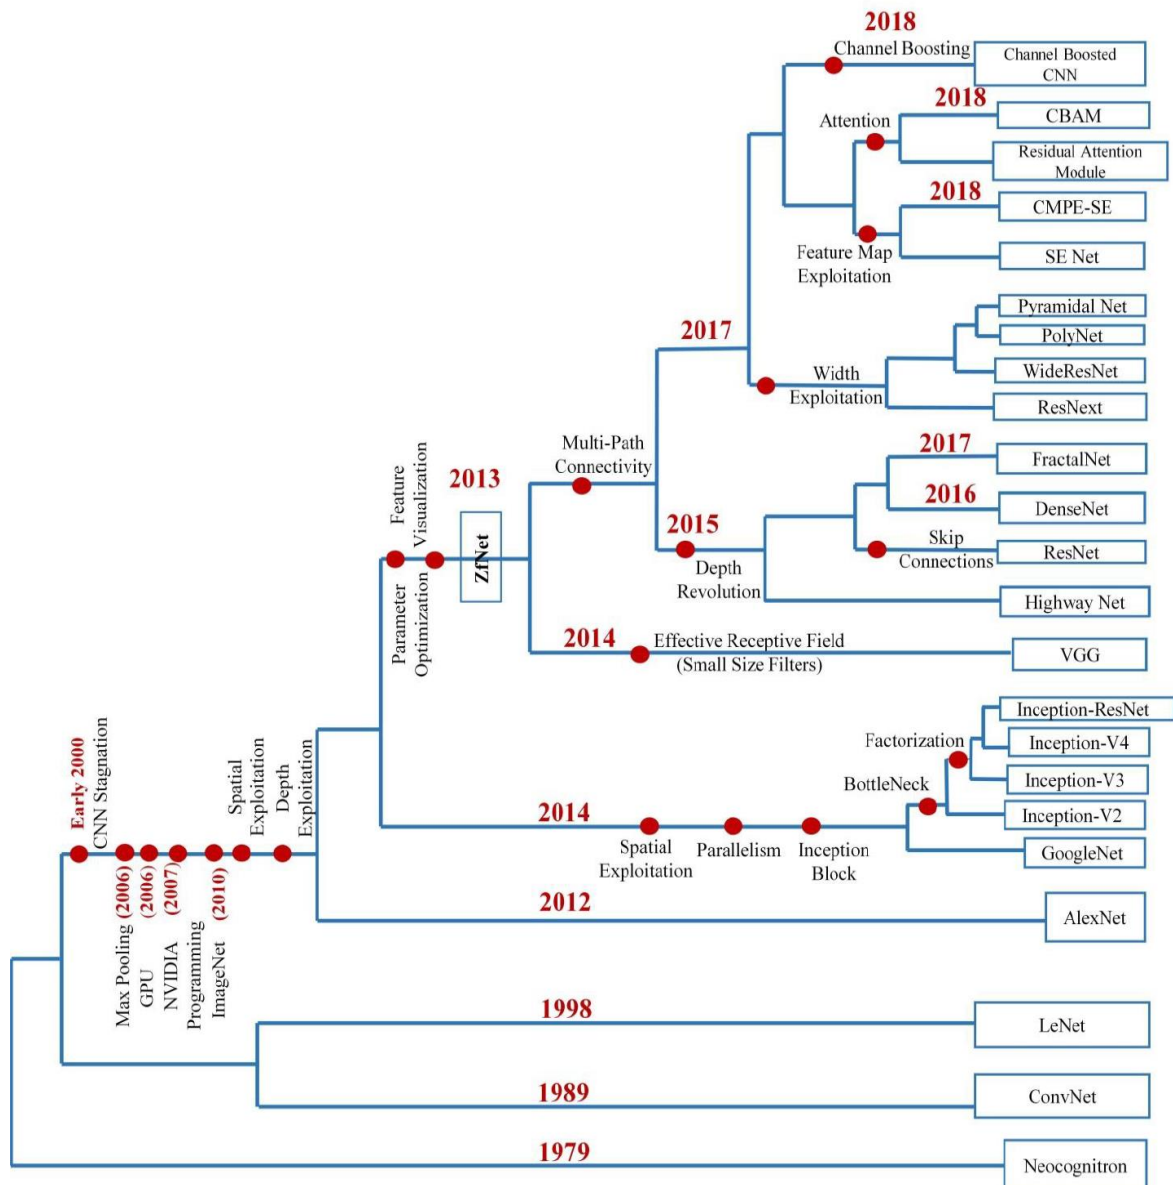 2018
Channel Boosting
Channel Boosted
CNN
2018
CBAM
Attention
Residual Attention
Module
2018
CMPE-SE
Feature Map
Exploitation
SE Net
Pyramidal Net
PolyNet
2017
Width
Exploitation
WideResNet
ResNext
Multi-Path
Connectivity
2017
FractalNet
2016
DenseNet
2015
Depth
Revolution
Skip
Connections
ResNet
Highway Net
Feature
Visualization
2013
ZfNet
Parameter
Optimization
2014
Effective Receptive Field
(Small Size Filters)
VGG
Inception-ResNet
Factorization
Inception-V4
BottleNeck
Inception-V3
Inception-V2
2014
Spatial
Exploitation
Parallelism
Inception
Block
GoogleNet
Early 2000
CNN Stagnation
Spatial
Exploitation
Depth
Exploitation
Max Pooling (2006)
GPU (2006)
NVIDIA (2007)
Programming
ImageNet (2010)
2012
AlexNet
1998
LeNet
1989
ConvNet
1979
Neocognitron